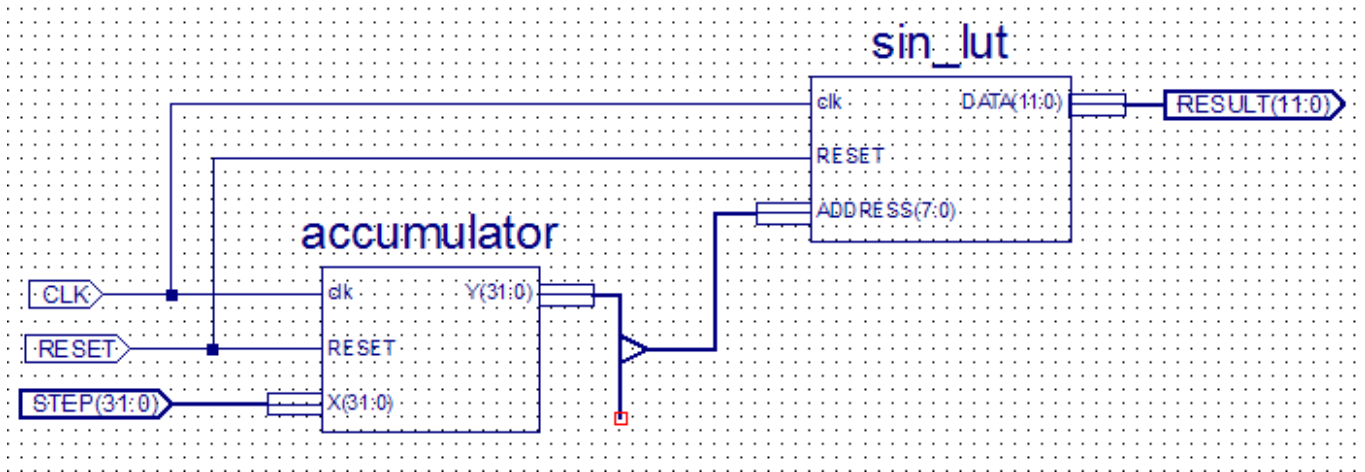 sin_lut
clk DATA(11:0) RESULT(11:0)
RESET
ADDRESS(7:0)
accumulator
CLK clk Y(31:0)
RESET RESET
STEP(31:0) X(31:0)